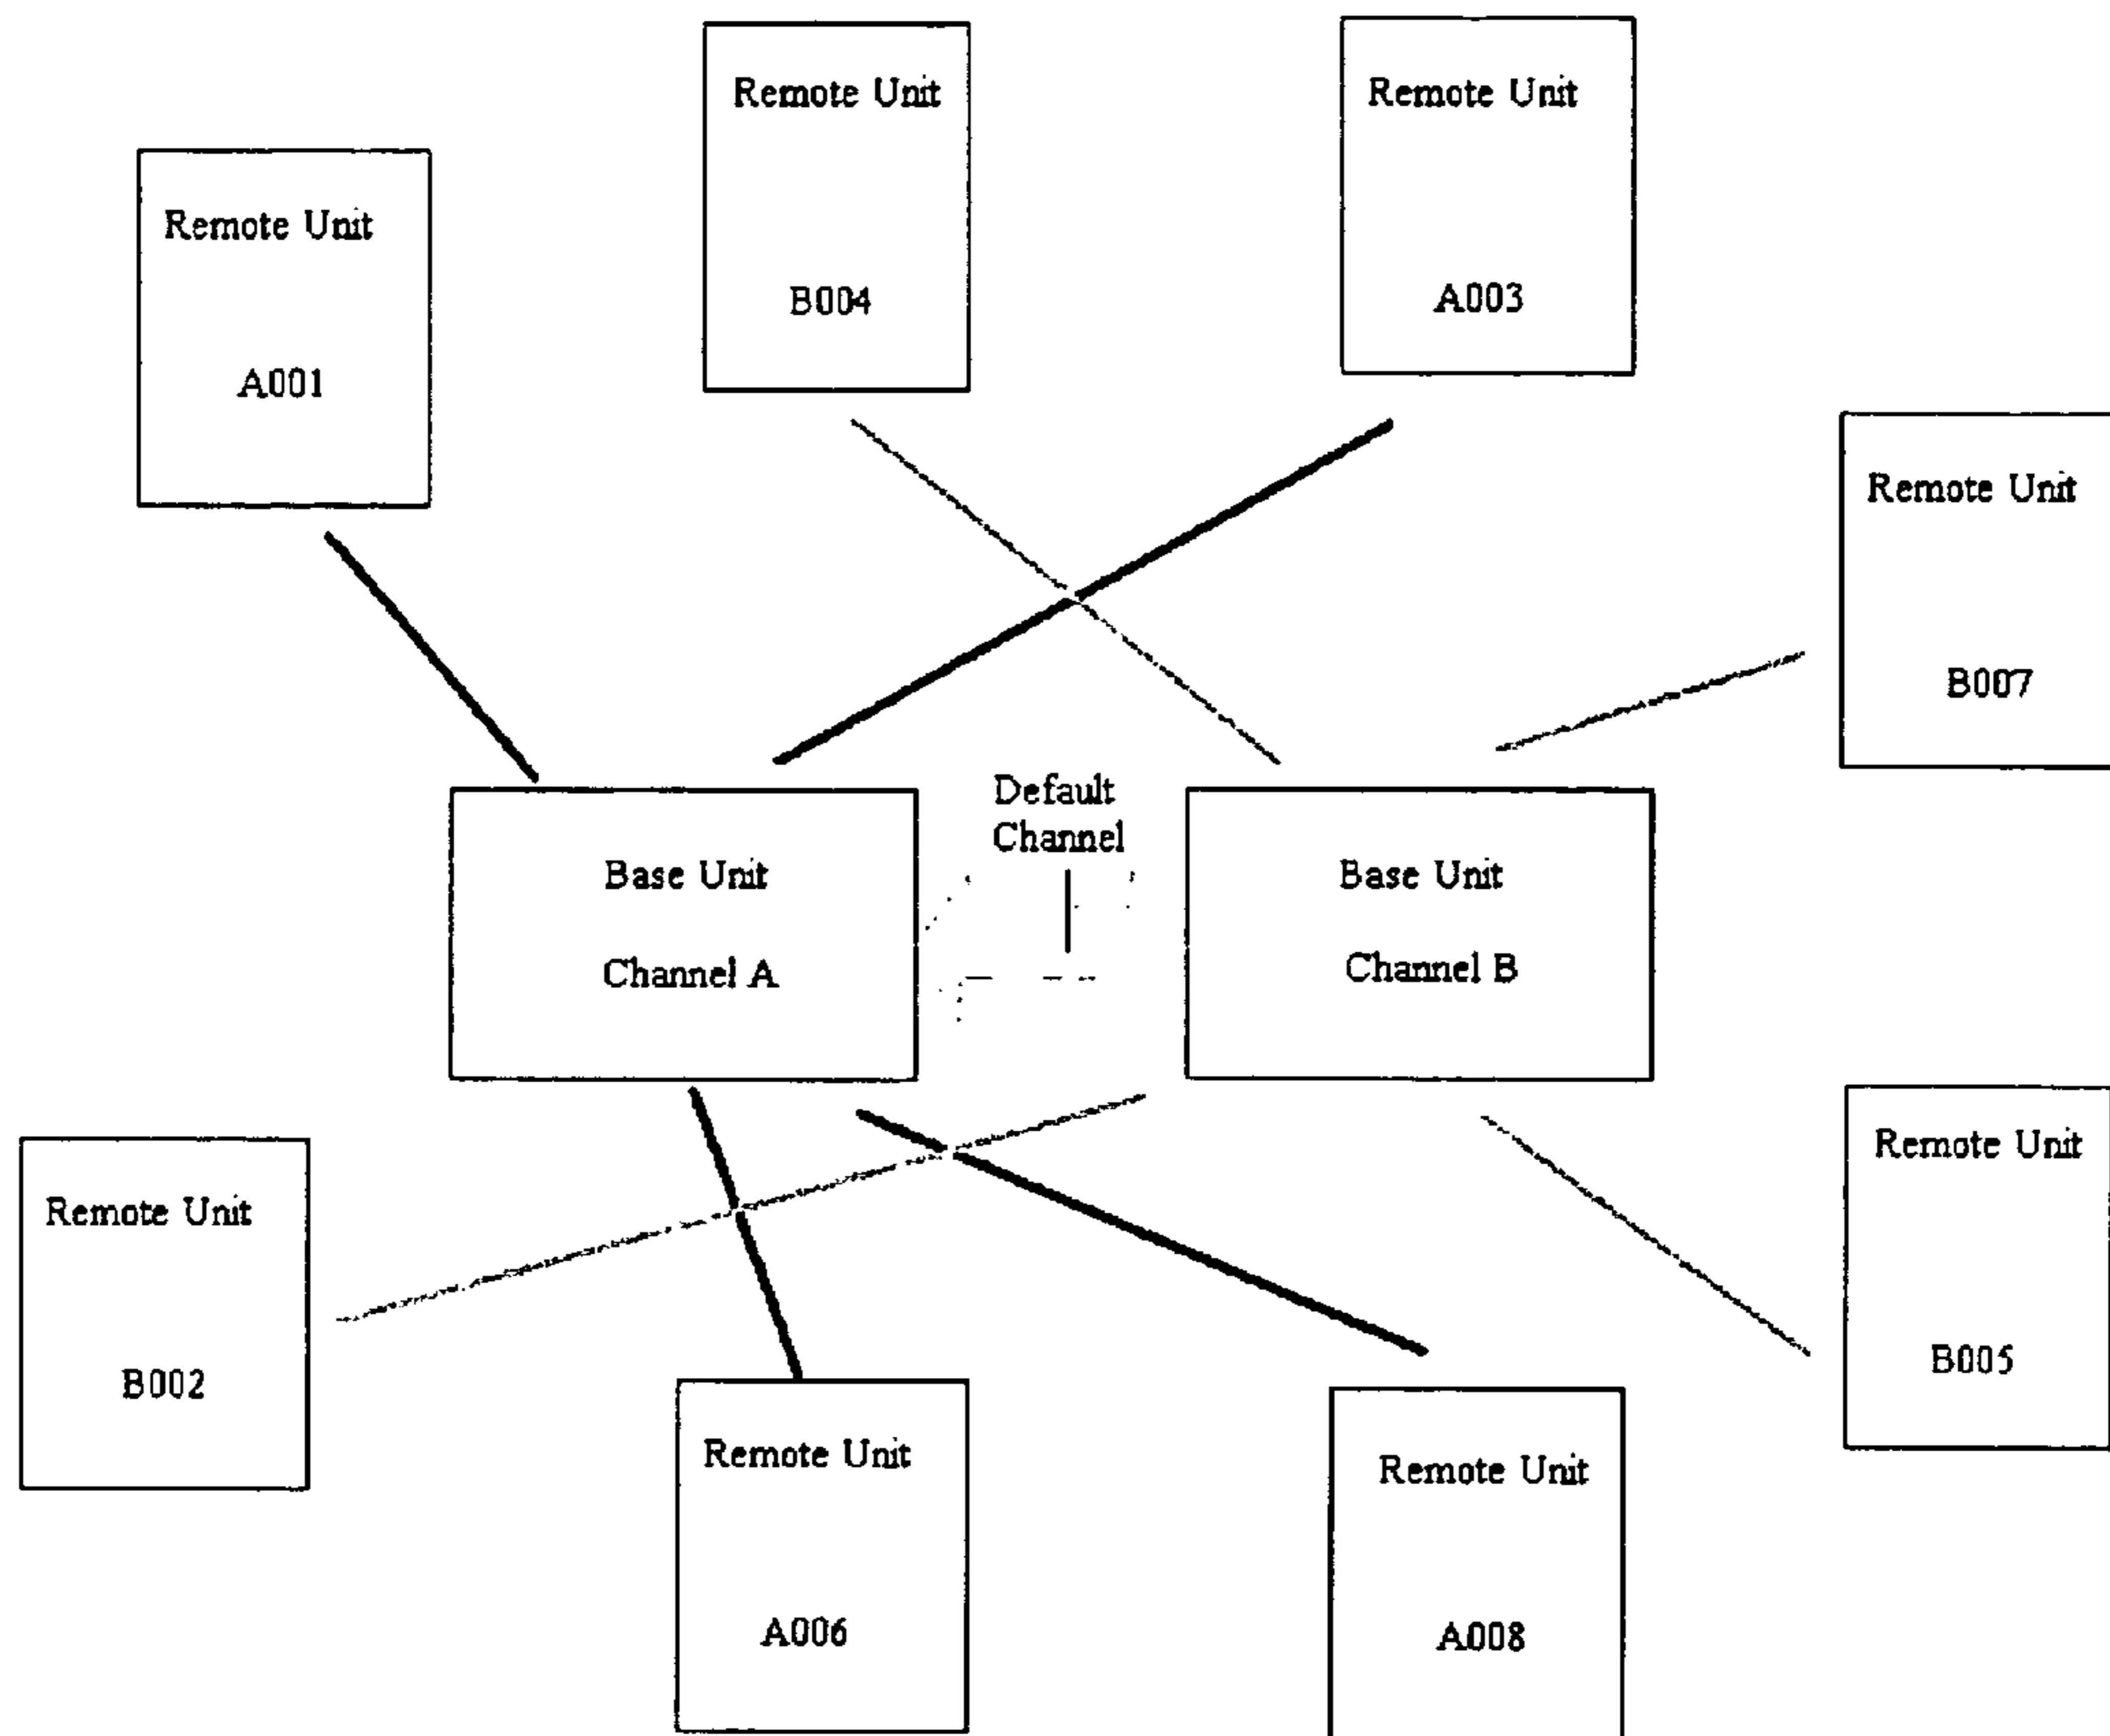 Remote Unit
B004
Remote Unit
A003
Remote Unit
A001
Remote Unit
B007
Default
Channel
Base Unit
Channel A
Base Unit
Channel B
Remote Unit
B002
Remote Unit
B005
Remote Unit
A006
Remote Unit
A008